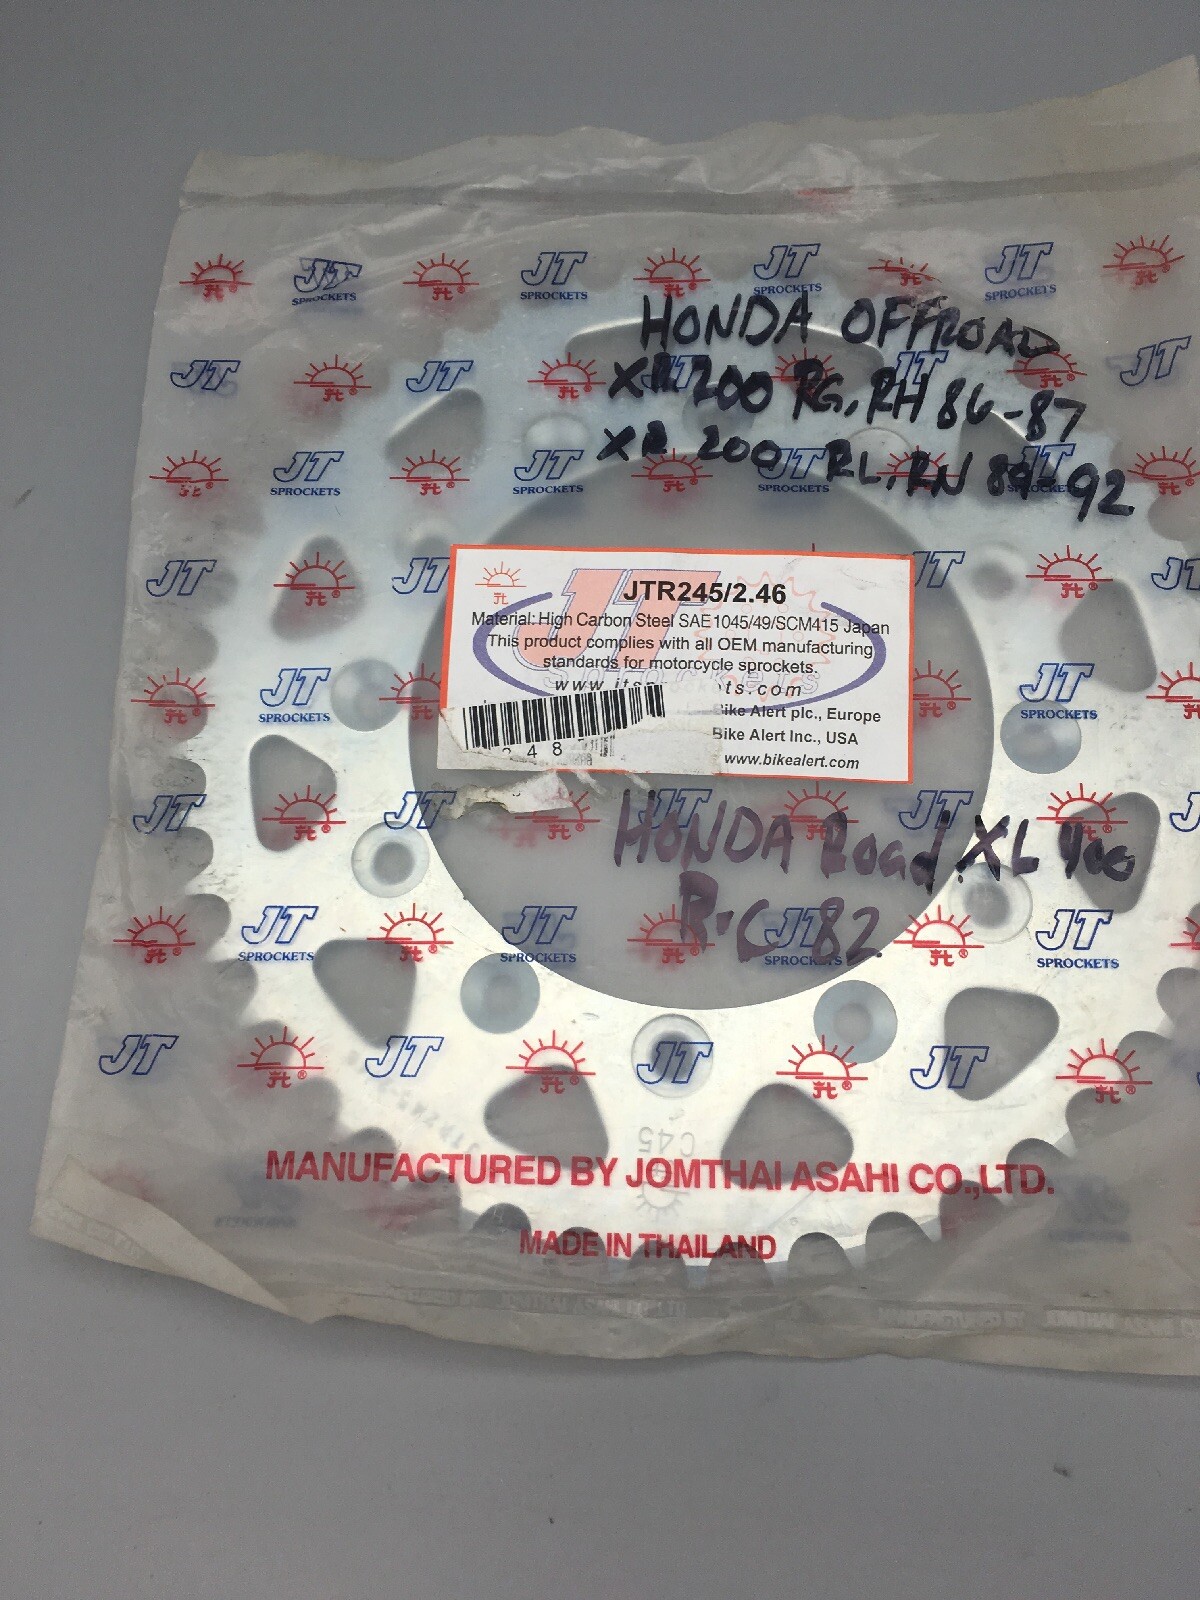 HONDA OFFROAD
XR 200 RG, RH 86-87
XR 200 RL, RN 89-92
JTR245/2.46
Material: High Carbon Steel SAE1045/49/SCM415 Japan
This product complies with all OEM manufacturing
standards for motorcycle sprockets.
Bike Alert plc., Europe
Bike Alert Inc., USA
www.bikealert.com
HONDA Road XL 400
R-C 82
JT
SPROCKETS
C45
MANUFACTURED BY JOMTHAI ASAHI CO.,LTD.
MADE IN THAILAND